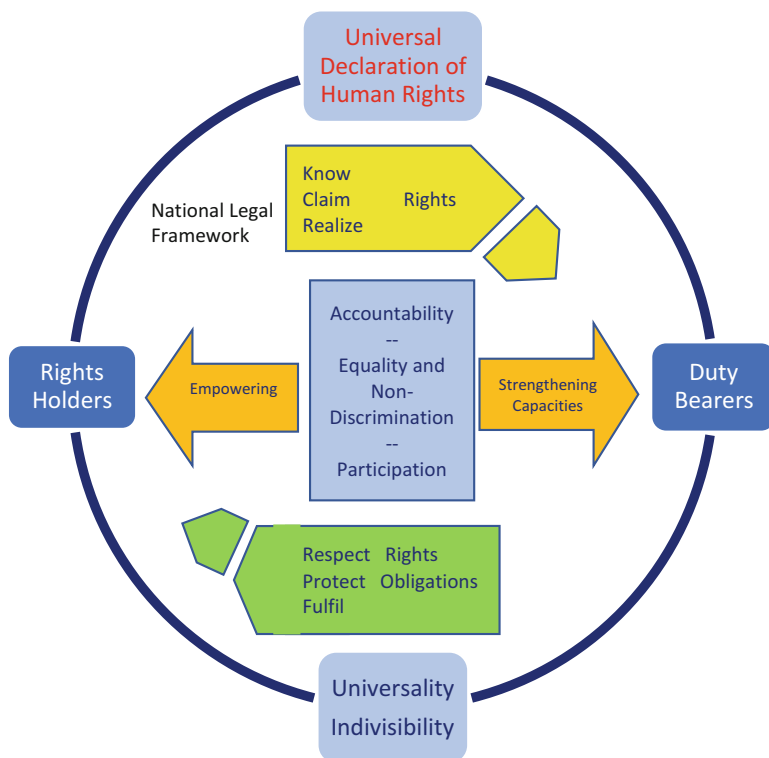 Universal
Declaration of
Human Rights
Know
Claim Rights
Realize
National Legal
Framework
Accountability
--
Equality and
Non-
Discrimination
--
Participation
Rights
Holders
Empowering
Strengthening
Capacities
Duty
Bearers
Respect Rights
Protect Obligations
Fulfil
Universality
Indivisibility